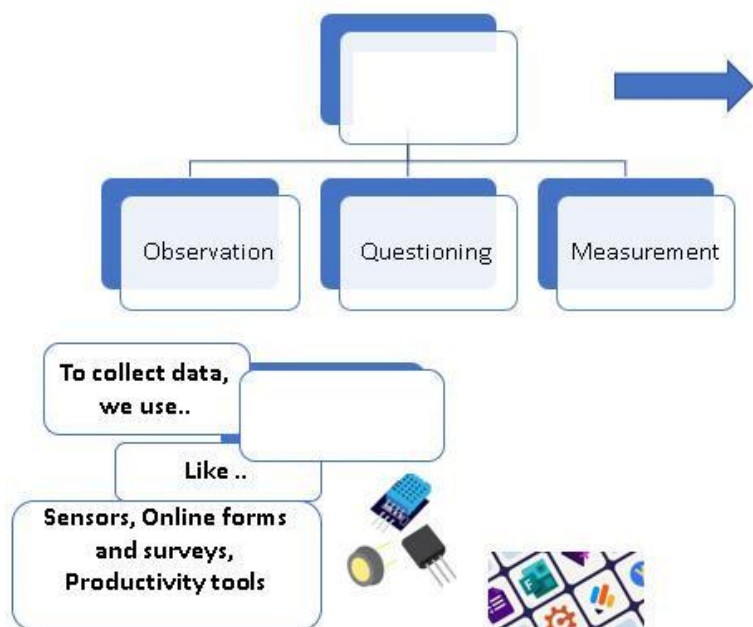 Observation
Questioning
Measurement
To collect data,
we use..
Like ..
Sensors, Online forms
and surveys,
Productivity tools